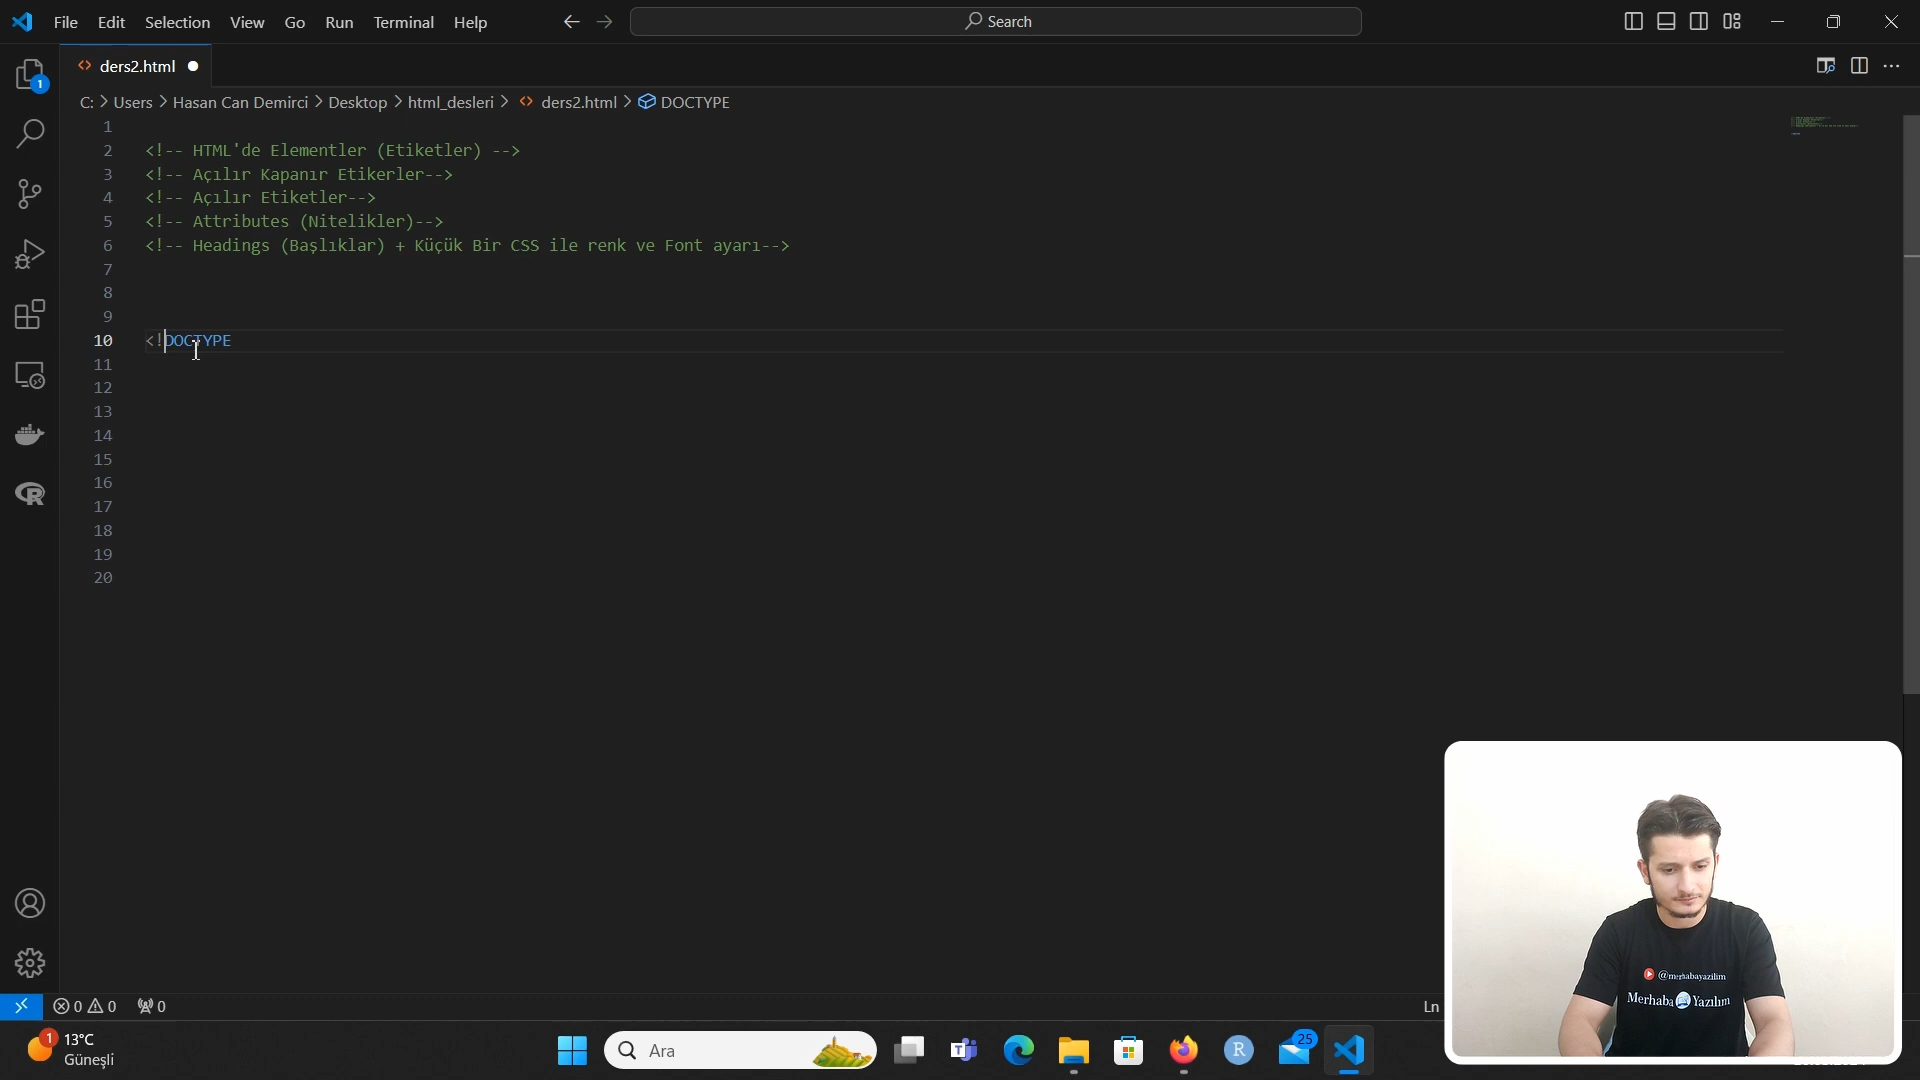 File Edit Selection View Go Run Terminal Help
Search
ders2.html
1
C: > Users > Hasan Can Demirci > Desktop > html_desleri > ders2.html > DOCTYPE
1
2 <!-- HTML'de Elementler (Etiketler) -->
3 <!-- Açılır Kapanır Etikerler-->
4 <!-- Açılır Etiketler-->
5 <!-- Attributes (Nitelikler)-->
6 <!-- Headings (Başlıklar) + Küçük Bir CSS ile renk ve Font ayarı-->
7
8
9
10 <!DOCTYPE
11
12
13
14
15
16
17
18
19
20
@merhabayazilim
Merhaba Yazılım
0 0 0
Ln
1
13°C
Güneşli
Ara
R
25